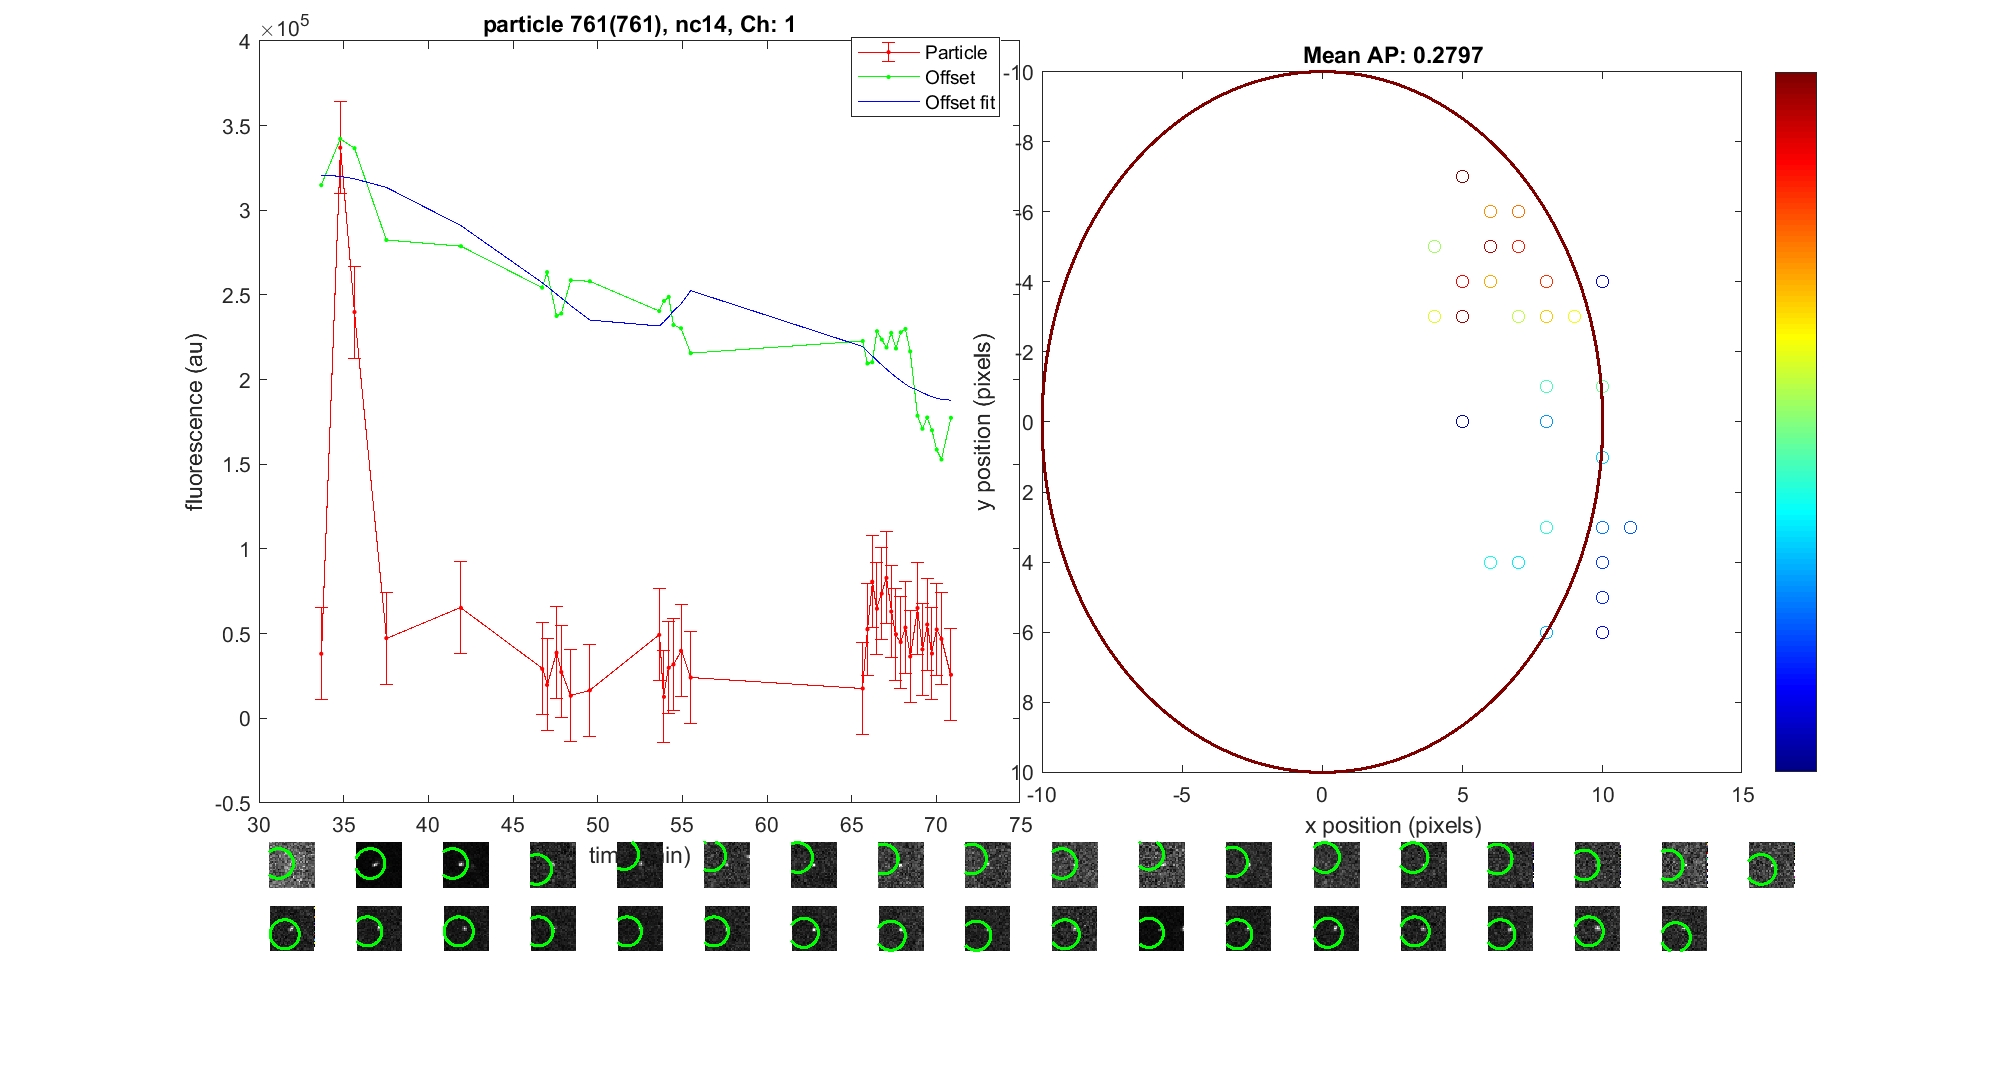 particle 761(761), nc14, Ch: 1
×10^5
4
3.5
3
2.5
2
1.5
1
0.5
0
-0.5
fluorescence (au)
30 35 40 45 50 55 60 65 70 75
Particle
Offset
Offset fit
Mean AP: 0.2797
-10
-8
-6
-4
-2
0
2
4
6
8
10
y position (pixels)
-10 -5 0 5 10 15
x position (pixels)